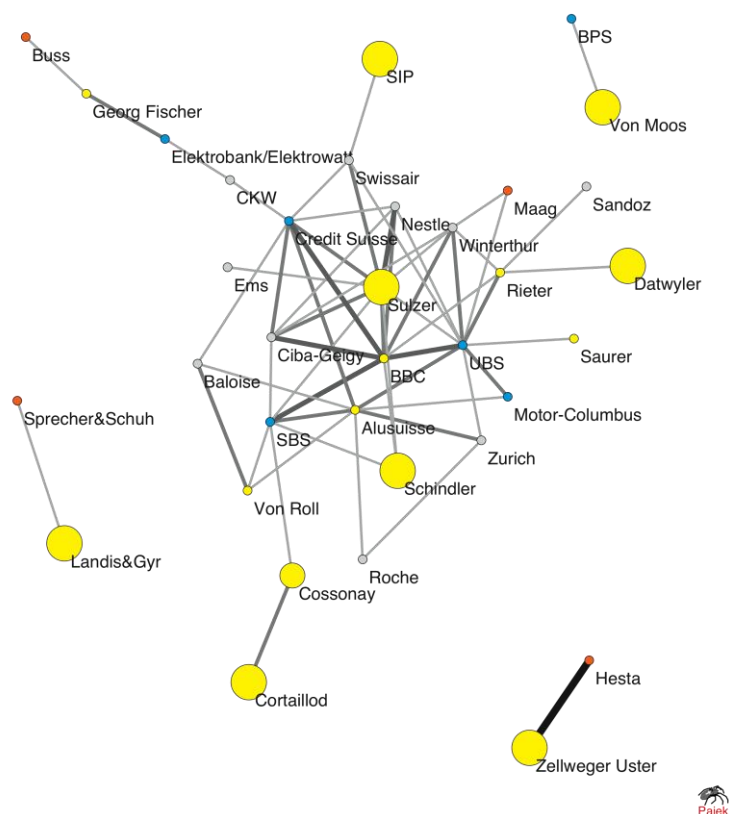 Buss
BPS
SIP
Georg Fischer
Von Moos
Elektrobank/Elektrowatt
Swissair
CKW
Maag
Sandoz
Nestle
Credit Suisse
Winterthur
Ems
Rieter
Datwyler
Sulzer
Ciba-Geigy
Saurer
BBC
UBS
Baloise
Sprecher&Schuh
Motor-Columbus
Alusuisse
SBS
Zurich
Schindler
Von Roll
Landis&Gyr
Roche
Cossonay
Hesta
Cortaillod
Zellweger Uster
Pajek